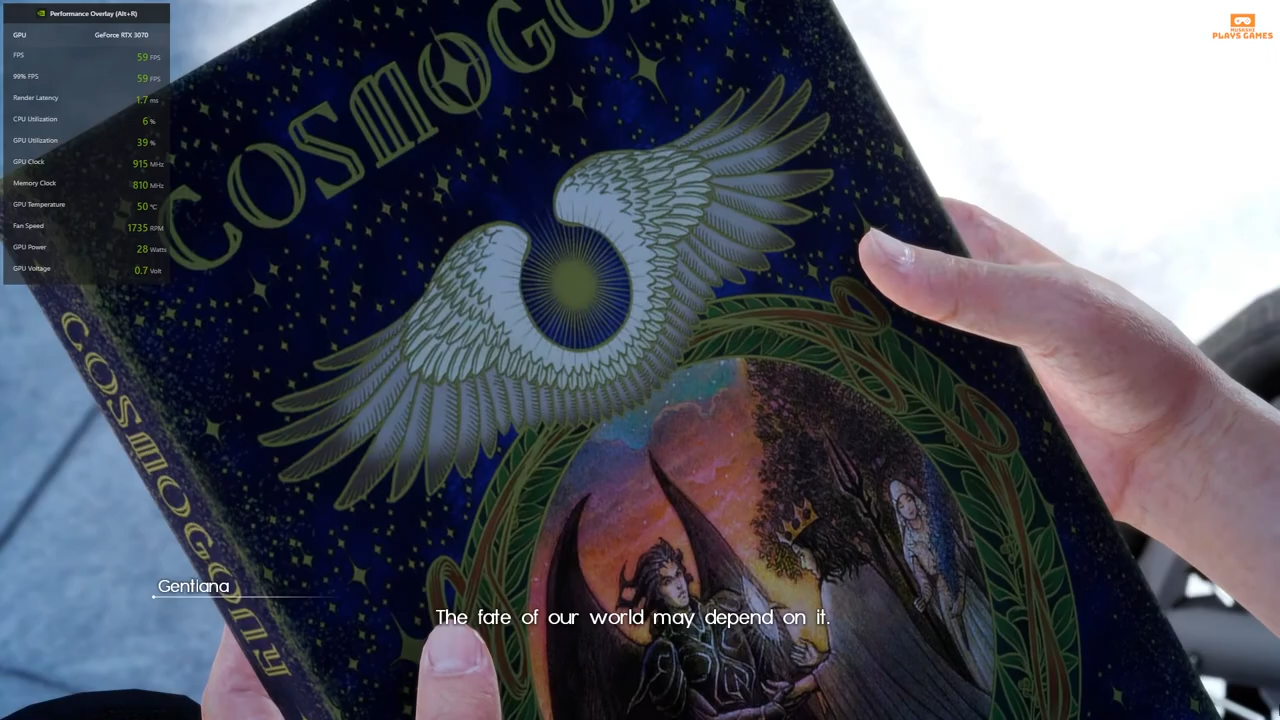 Performance Overlay (Alt+R)
GPU GeForce RTX 3070
FPS 59 FPS
99% FPS 59 FPS
Render Latency 1.7 ms
CPU Utilization 6 %
GPU Utilization 39 %
GPU Clock 915 MHz
Memory Clock 810 MHz
GPU Temperature 50 °C
Fan Speed 1735 RPM
GPU Power 28 Watts
GPU Voltage 0.7 Volt
MUSKSKI
PLAYS GAMES
COSMOGO
COSMOGONY
Gentiana
The fate of our world may depend on it.